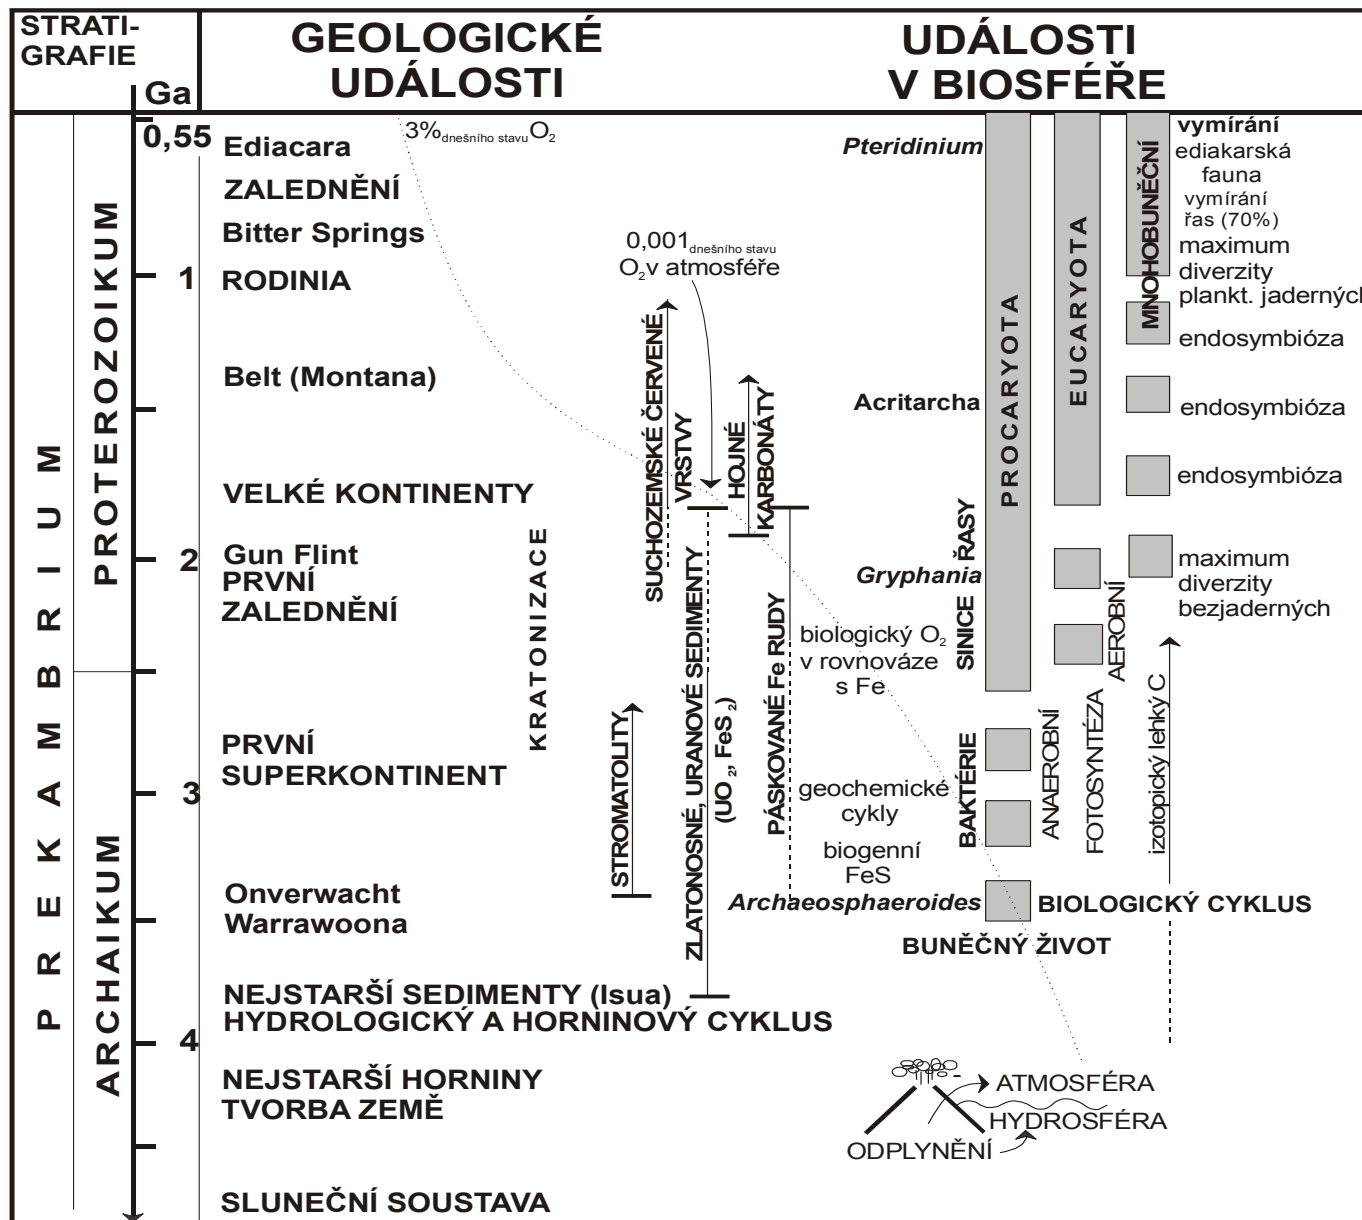 STRATI-
GRAFIE
Ga
GEOLOGICKÉ
UDÁLOSTI
UDÁLOSTI
V BIOSFÉŘE
PREKAMBRIUM
PROTEROZOIKUM
ARCHAIKUM
0,55
1
2
3
4
Ediacara
ZALEDNĚNÍ
Bitter Springs
RODINIA
Belt (Montana)
VELKÉ KONTINENTY
Gun Flint
PRVNÍ
ZALEDNĚNÍ
PRVNÍ
SUPERKONTINENT
Onverwacht
Warrawoona
NEJSTARŠÍ SEDIMENTY (Isua)
HYDROLOGICKÝ A HORNINOVÝ CYKLUS
NEJSTARŠÍ HORNINY
TVORBA ZEMĚ
SLUNEČNÍ SOUSTAVA
KRATONIZACE
3% dnešního stavu O2
0,001 dnešního stavu
O2 v atmosféře
STROMATOLITY
SUCHOZEMSKÉ ČERVENÉ
VRSTVY
ZLATONOSNÉ, URANOVÉ SEDIMENTY
(UO2, FeS2)
HOJNÉ
KARBONÁTY
PÁSKOVANÉ Fe RUDY
Pteridinium
Acritarcha
Gryphania
biologický O2
v rovnováze
s Fe
geochemické
cykly
biogenní
FeS
Archaeosphaeroides
BIOLOGICKÝ CYKLUS
BUNĚČNÝ ŽIVOT
BAKTÉRIE
SINICE
ŘASY
PROCARYOTA
EUCARYOTA
MNOHOBUNĚČNÍ
ANAEROBNÍ
AEROBNÍ
FOTOSYNTÉZA
izotopický lehký C
vymírání
ediakarská
fauna
vymírání
řas (70%)
maximum
diverzity
plankt. jaderných
endosymbióza
endosymbióza
endosymbióza
maximum
diverzity
bezjaderných
ATMOSFÉRA
HYDROSFÉRA
ODPLYNĚNÍ